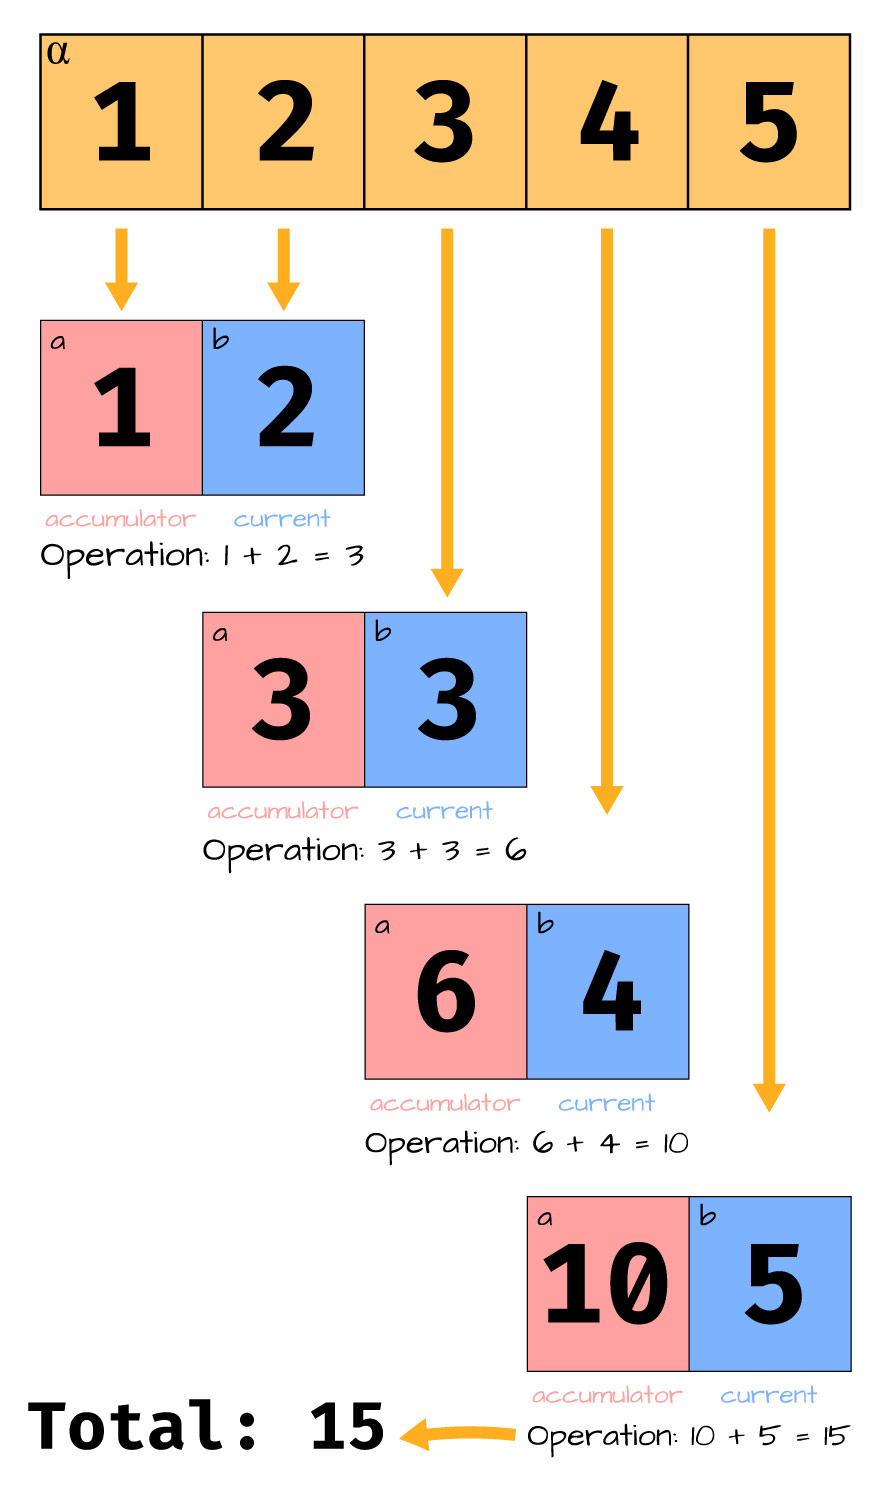 α
1 2 3 4 5
a b
1 2
accumulator current
Operation: 1 + 2 = 3
a b
3 3
accumulator current
Operation: 3 + 3 = 6
a b
6 4
accumulator current
Operation: 6 + 4 = 10
a b
10 5
accumulator current
Operation: 10 + 5 = 15
Total: 15